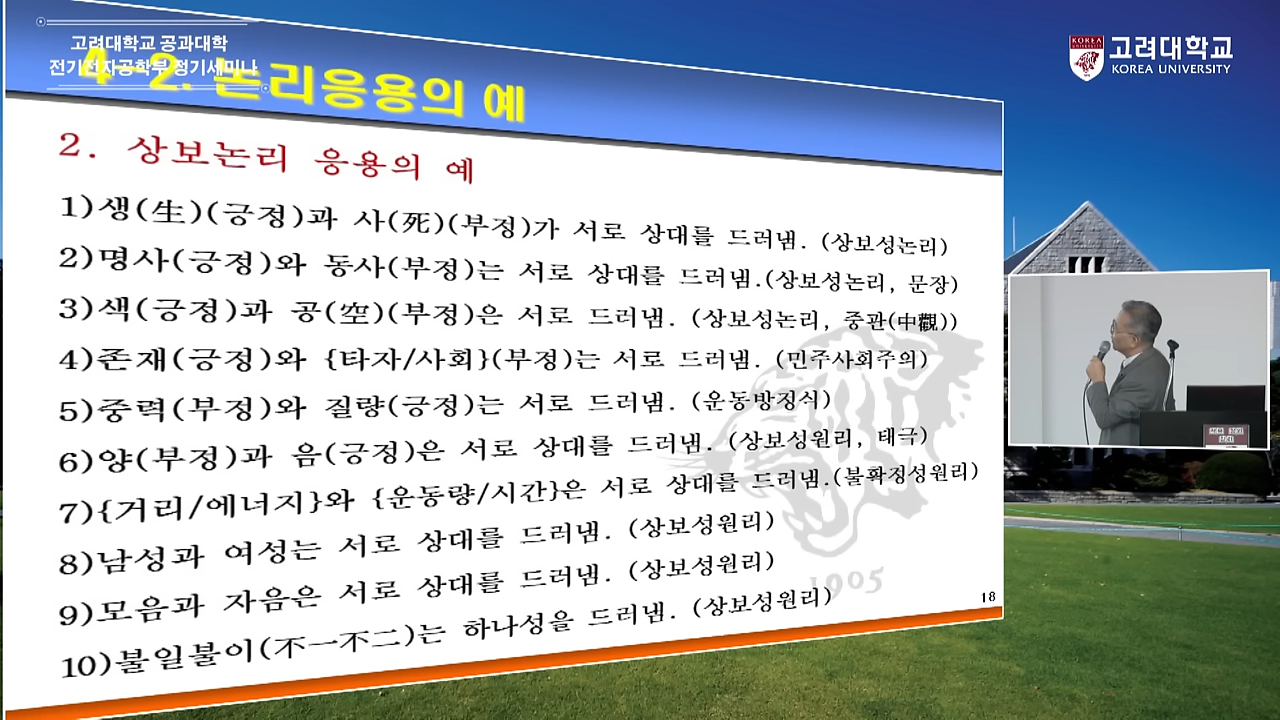 고려대학교 공과대학
전기전자공학부 정기세미나
4-2. 논리응용의 예
고려대학교
KOREA UNIVERSITY
2. 상보논리 응용의 예
1)생(生)(긍정)과 사(死)(부정)가 서로 상대를 드러냄. (상보성논리)
2)명사(긍정)와 동사(부정)는 서로 상대를 드러냄.(상보성논리, 문장)
3)색(긍정)과 공(空)(부정)은 서로 드러냄. (상보성논리, 중관(中觀))
4)존재(긍정)와 {타자/사회}(부정)는 서로 드러냄. (민주사회주의)
5)중력(부정)와 질량(긍정)는 서로 드러냄. (운동방정식)
6)양(부정)과 음(긍정)은 서로 상대를 드러냄. (상보성원리, 태극)
7){거리/에너지}와 {운동량/시간}은 서로 상대를 드러냄.(불확정성원리)
8)남성과 여성는 서로 상대를 드러냄. (상보성원리)
9)모음과 자음은 서로 상대를 드러냄. (상보성원리)
10)불일불이(不一不二)는 하나성을 드러냄. (상보성원리)
1905
18